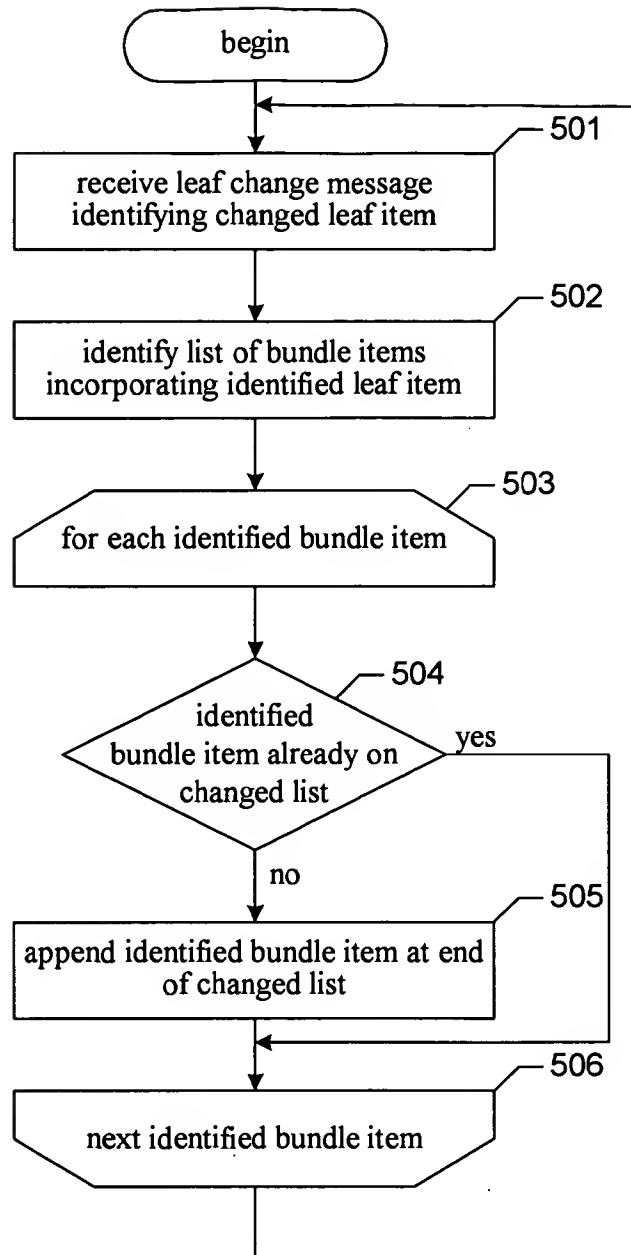 begin
501
receive leaf change message
identifying changed leaf item
502
identify list of bundle items
incorporating identified leaf item
503
for each identified bundle item
504
identified
bundle item already on
changed list
yes
no
505
append identified bundle item at end
of changed list
506
next identified bundle item